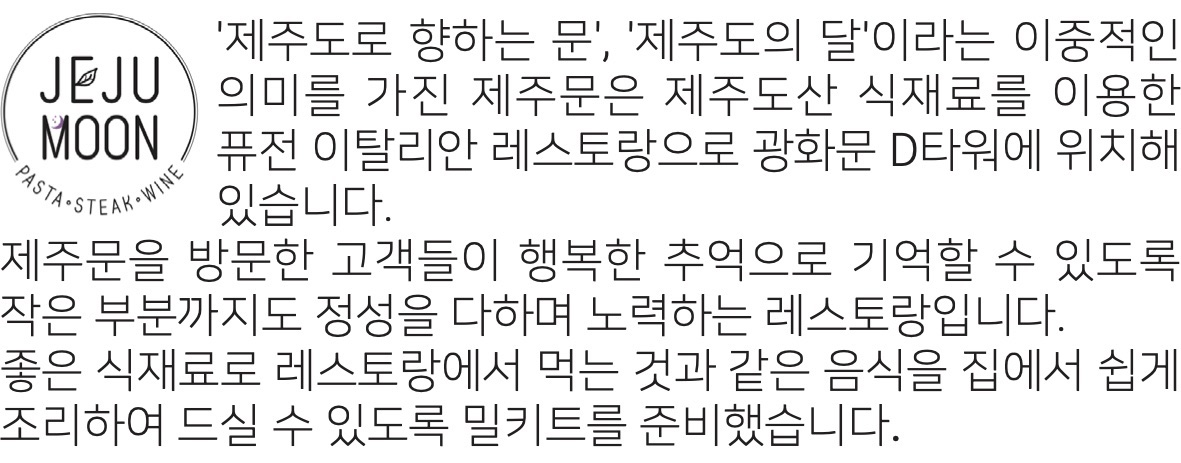 JEJU
MOON
PASTA•STEAK•WINE
'제주도로 향하는 문', '제주도의 달'이라는 이중적인
의미를 가진 제주문은 제주도산 식재료를 이용한
퓨전 이탈리안 레스토랑으로 광화문 D타워에 위치해
있습니다.
제주문을 방문한 고객들이 행복한 추억으로 기억할 수 있도록
작은 부분까지도 정성을 다하며 노력하는 레스토랑입니다.
좋은 식재료로 레스토랑에서 먹는 것과 같은 음식을 집에서 쉽게
조리하여 드실 수 있도록 밀키트를 준비했습니다.